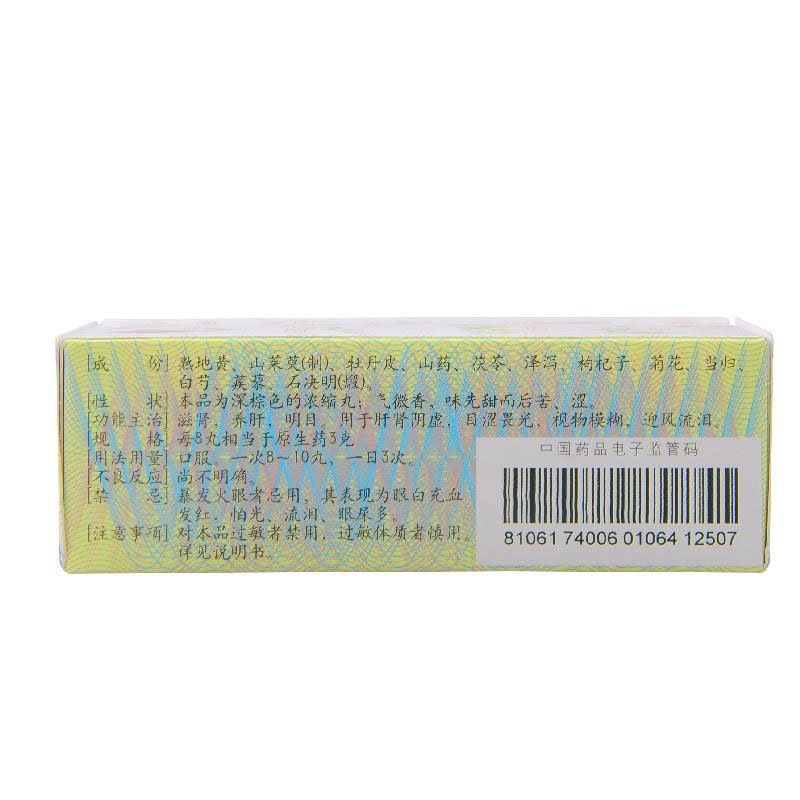 [成　份] 熟地黄、山茱萸(制)、牡丹皮、山药、茯苓、泽泻、枸杞子、菊花、当归、
白芍、蒺藜、石决明(煅)。
[性　状] 本品为深棕色的浓缩丸；气微香，味先甜而后苦、涩。
[功能主治] 滋肾，养肝，明目。用于肝肾阴虚，目涩畏光，视物模糊，迎风流泪。
[规　格] 每8丸相当于原生药3克
[用法用量] 口服。一次8～10丸，一日3次。
[不良反应] 尚不明确。
[禁　忌] 暴发火眼者忌用，其表现为眼白充血
发红，怕光，流泪、眼屎多。
[注意事项] 对本品过敏者禁用，过敏体质者慎用。
详见说明书。
中国药品电子监管码
81061 74006 01064 12507